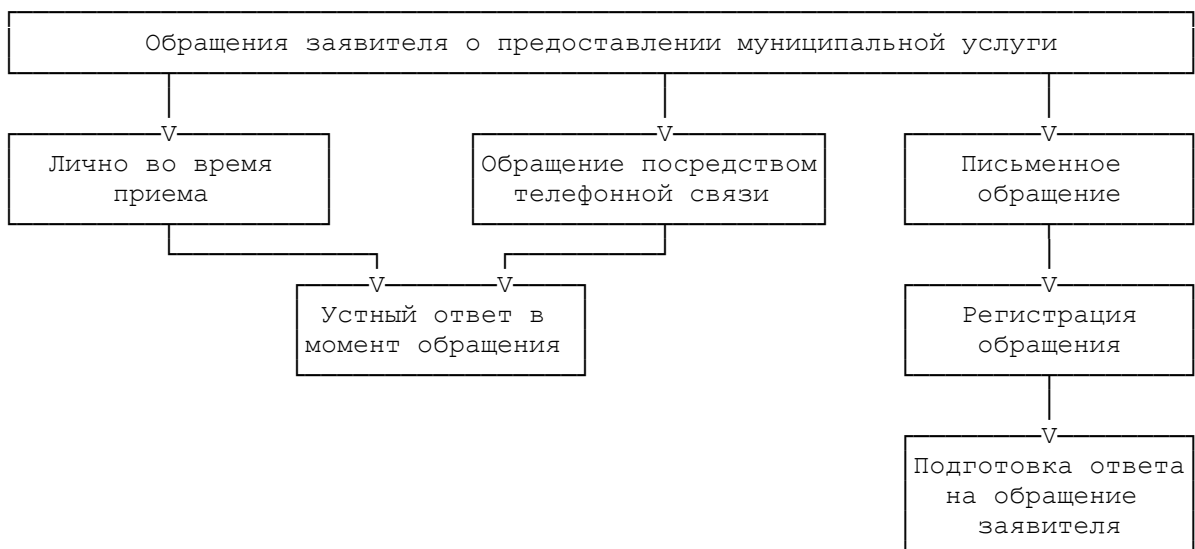 Обращения заявителя о предоставлении муниципальной услуги
Лично во время
приема
Обращение посредством
телефонной связи
Письменное
обращение
Устный ответ в
момент обращения
Регистрация
обращения
Подготовка ответа
на обращение
заявителя